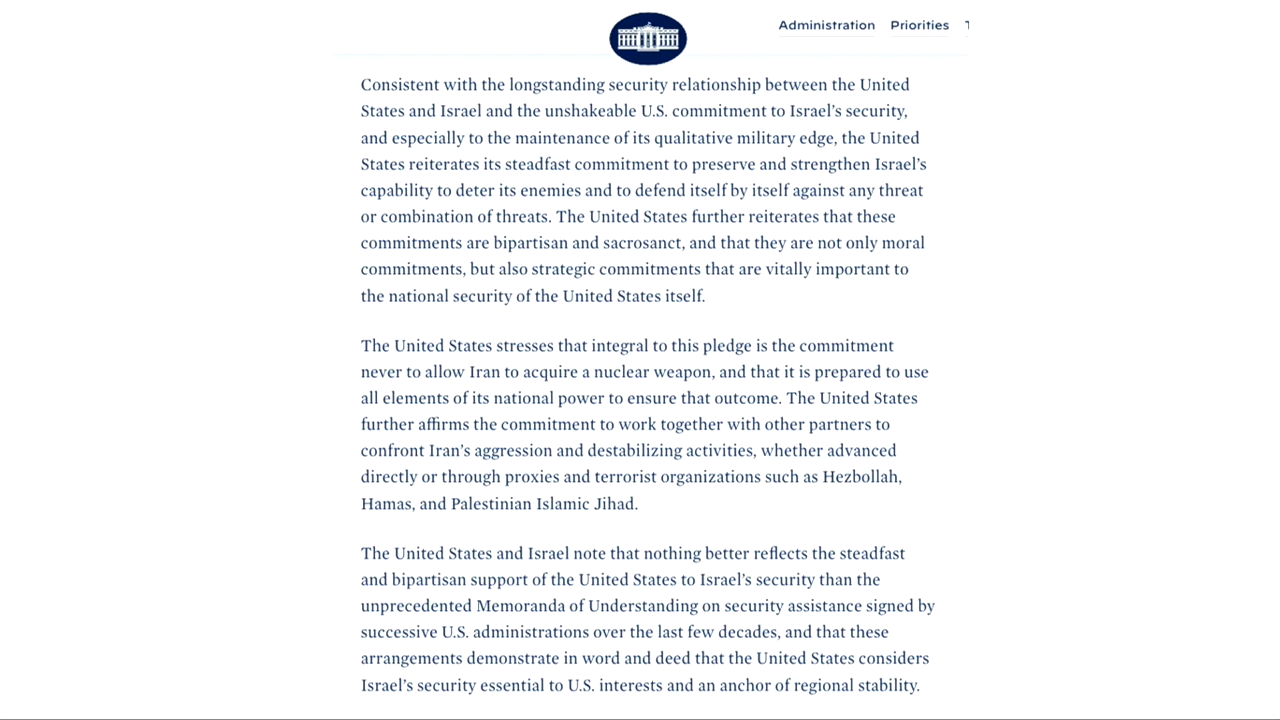 Administration Priorities
Consistent with the longstanding security relationship between the United
States and Israel and the unshakeable U.S. commitment to Israel’s security,
and especially to the maintenance of its qualitative military edge, the United
States reiterates its steadfast commitment to preserve and strengthen Israel’s
capability to deter its enemies and to defend itself by itself against any threat
or combination of threats. The United States further reiterates that these
commitments are bipartisan and sacrosanct, and that they are not only moral
commitments, but also strategic commitments that are vitally important to
the national security of the United States itself.
The United States stresses that integral to this pledge is the commitment
never to allow Iran to acquire a nuclear weapon, and that it is prepared to use
all elements of its national power to ensure that outcome. The United States
further affirms the commitment to work together with other partners to
confront Iran’s aggression and destabilizing activities, whether advanced
directly or through proxies and terrorist organizations such as Hezbollah,
Hamas, and Palestinian Islamic Jihad.
The United States and Israel note that nothing better reflects the steadfast
and bipartisan support of the United States to Israel’s security than the
unprecedented Memoranda of Understanding on security assistance signed by
successive U.S. administrations over the last few decades, and that these
arrangements demonstrate in word and deed that the United States considers
Israel’s security essential to U.S. interests and an anchor of regional stability.